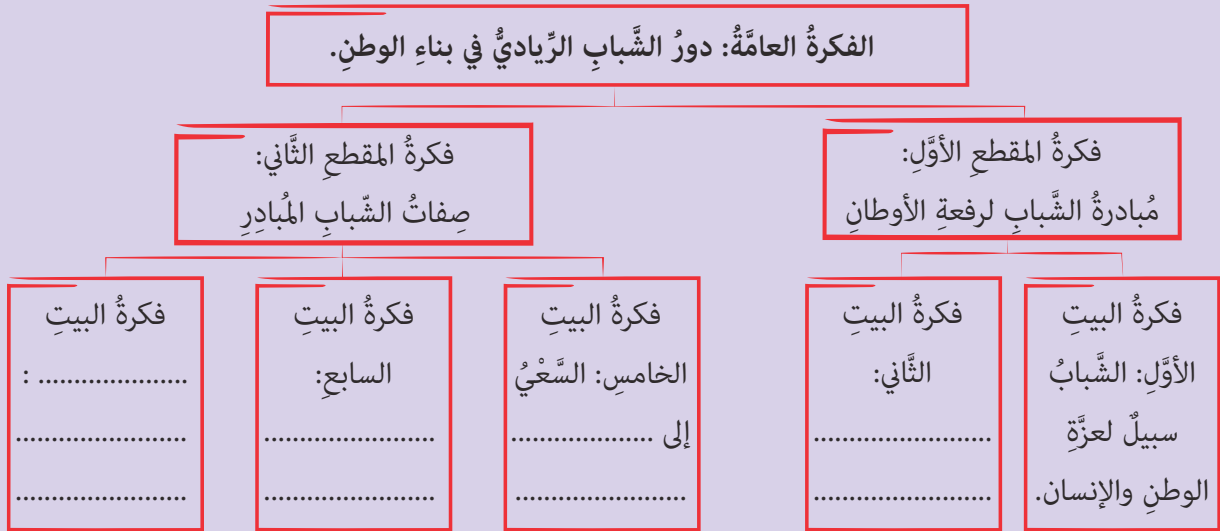 الفكرةُ العامَّةُ: دورُ الشَّبابِ الرِّياديُّ في بناءِ الوطنِ.
فكرةُ المقطعِ الأوَّلِ:
مُبادرةُ الشَّبابِ لرفعةِ الأوطانِ
فكرةُ المقطعِ الثَّاني:
صِفاتُ الشّبابِ المُبادِرِ
فكرةُ البيتِ
الأوَّلِ: الشَّبابُ
سبيلٌ لعزَّةِ
الوطنِ والإنسان.
فكرةُ البيتِ
الثَّاني:
......................
......................
فكرةُ البيتِ
الخامسِ: السَّعْيُ
إلى ..................
.....................
فكرةُ البيتِ
السابعِ:
.....................
.....................
فكرةُ البيتِ
................... :
.....................
.....................